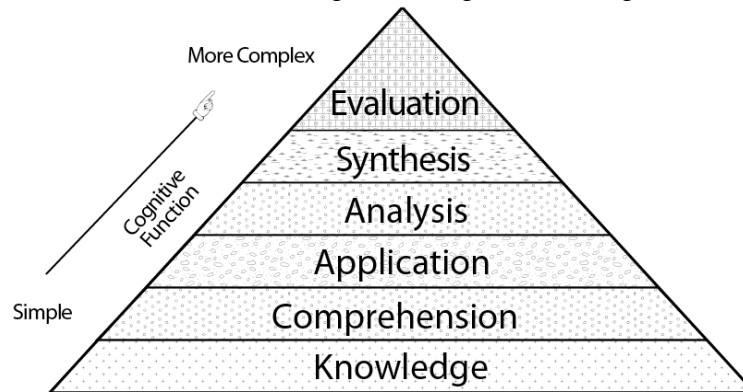 More Complex
Evaluation
Synthesis
Cognitive
Function
Analysis
Application
Simple
Comprehension
Knowledge